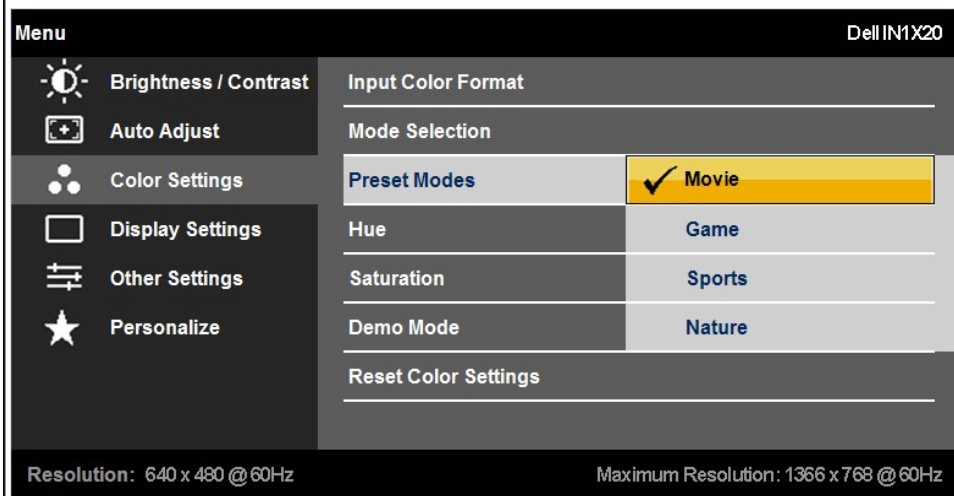 Menu Dell IN1X20
Brightness / Contrast Input Color Format
Auto Adjust Mode Selection
Color Settings Preset Modes Movie
Display Settings Hue Game
Other Settings Saturation Sports
Personalize Demo Mode Nature
Reset Color Settings
Resolution: 640 x 480 @ 60Hz Maximum Resolution: 1366 x 768 @ 60Hz